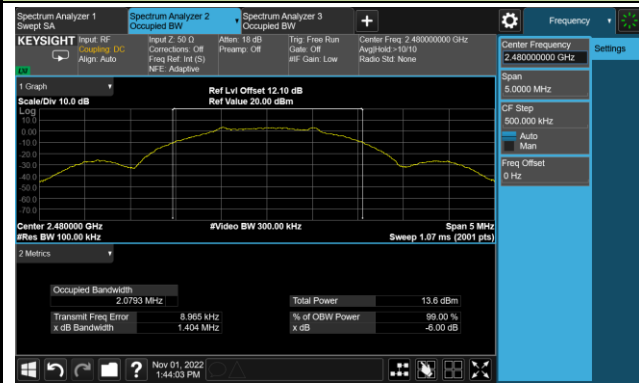 Spectrum Analyzer 1
Swept SA
Spectrum Analyzer 2
Occupied BW
Spectrum Analyzer 3
Occupied BW
+
Frequency
KEYSIGHT
Input: RF
Coupling: DC
Align: Auto
Input Z: 50 Ω
Corrections: Off
Freq Ref: Int (S)
NFE: Adaptive
Atten: 18 dB
Preamp: Off
Trig: Free Run
Gate: Off
#IF Gain: Low
Center Freq: 2.480000000 GHz
Avg|Hold:>10/10
Radio Std: None
Center Frequency
2.480000000 GHz
Settings
Span
5.0000 MHz
CF Step
500.000 kHz
Auto
Man
Freq Offset
0 Hz
1 Graph
Scale/Div 10.0 dB
Ref Lvl Offset 12.10 dB
Ref Value 20.00 dBm
Log
10.0
0.00
-10.0
-20.0
-30.0
-40.0
-50.0
-60.0
-70.0
Center 2.480000 GHz
#Res BW 100.00 kHz
#Video BW 300.00 kHz
Span 5 MHz
Sweep 1.07 ms (2001 pts)
2 Metrics
Occupied Bandwidth
2.0793 MHz
Total Power 13.6 dBm
Transmit Freq Error 8.965 kHz
% of OBW Power 99.00 %
x dB Bandwidth 1.404 MHz
x dB -6.00 dB
?
Nov 01, 2022
1:44:03 PM